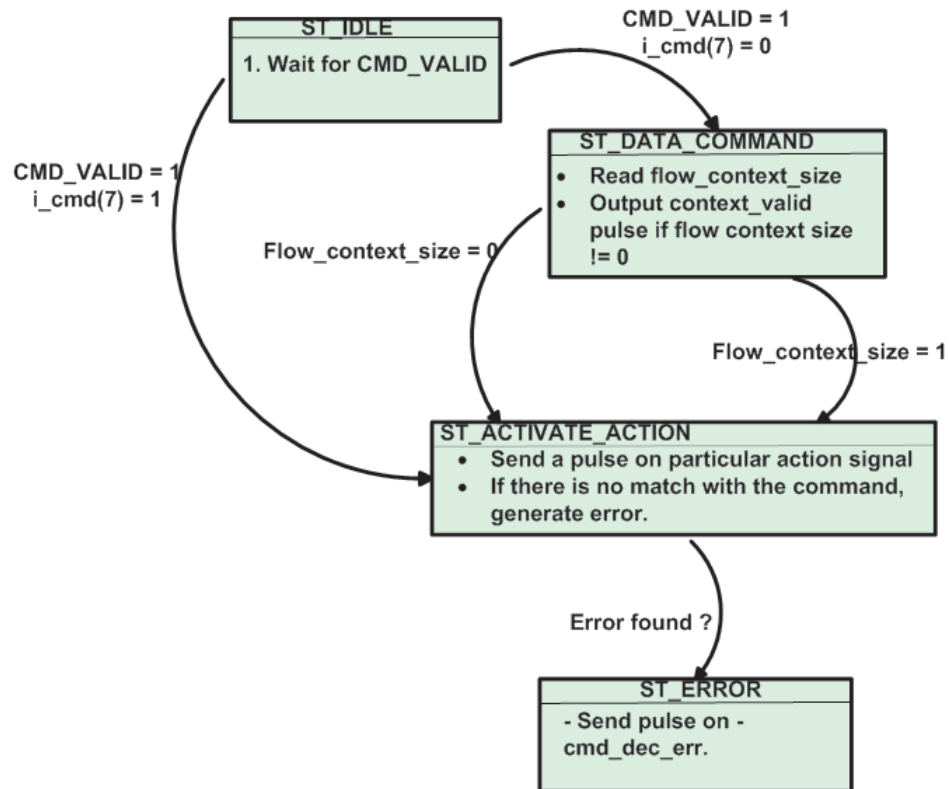 ST_IDLE
1. Wait for CMD_VALID
CMD_VALID = 1
i_cmd(7) = 0
ST_DATA_COMMAND
• Read flow_context_size
• Output context_valid
pulse if flow context size
!= 0
CMD_VALID = 1
i_cmd(7) = 1
Flow_context_size = 0
Flow_context_size = 1
ST_ACTIVATE_ACTION
• Send a pulse on particular action signal
• If there is no match with the command,
generate error.
Error found ?
ST_ERROR
- Send pulse on -
cmd_dec_err.